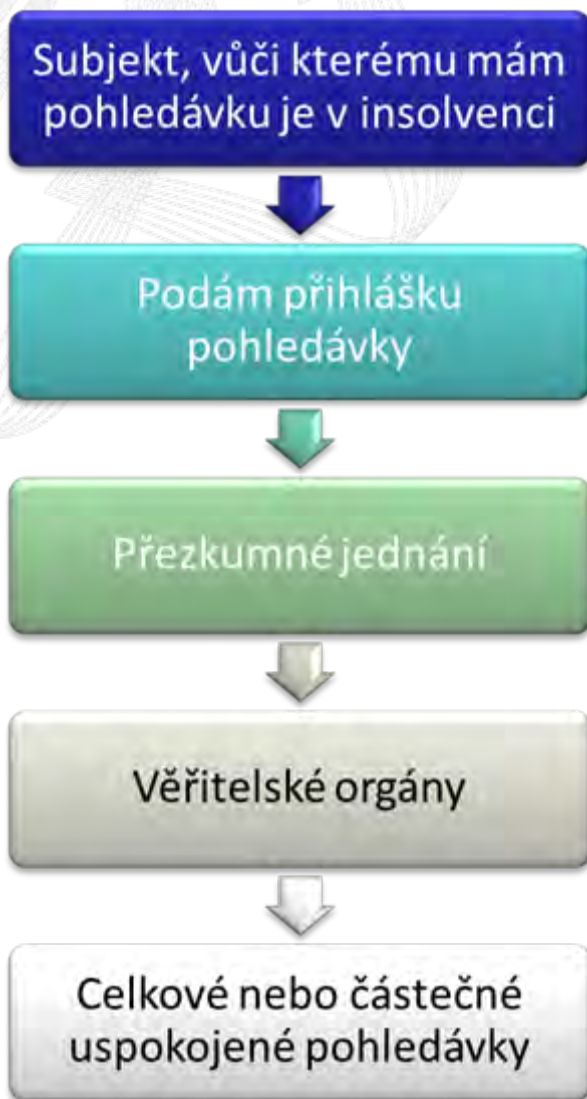 Subjekt, vůči kterému mám
pohledávku je v insolvenci
Podám přihlášku
pohledávky
Přezkumné jednání
Věřitelské orgány
Celkové nebo částečné
uspokojené pohledávky